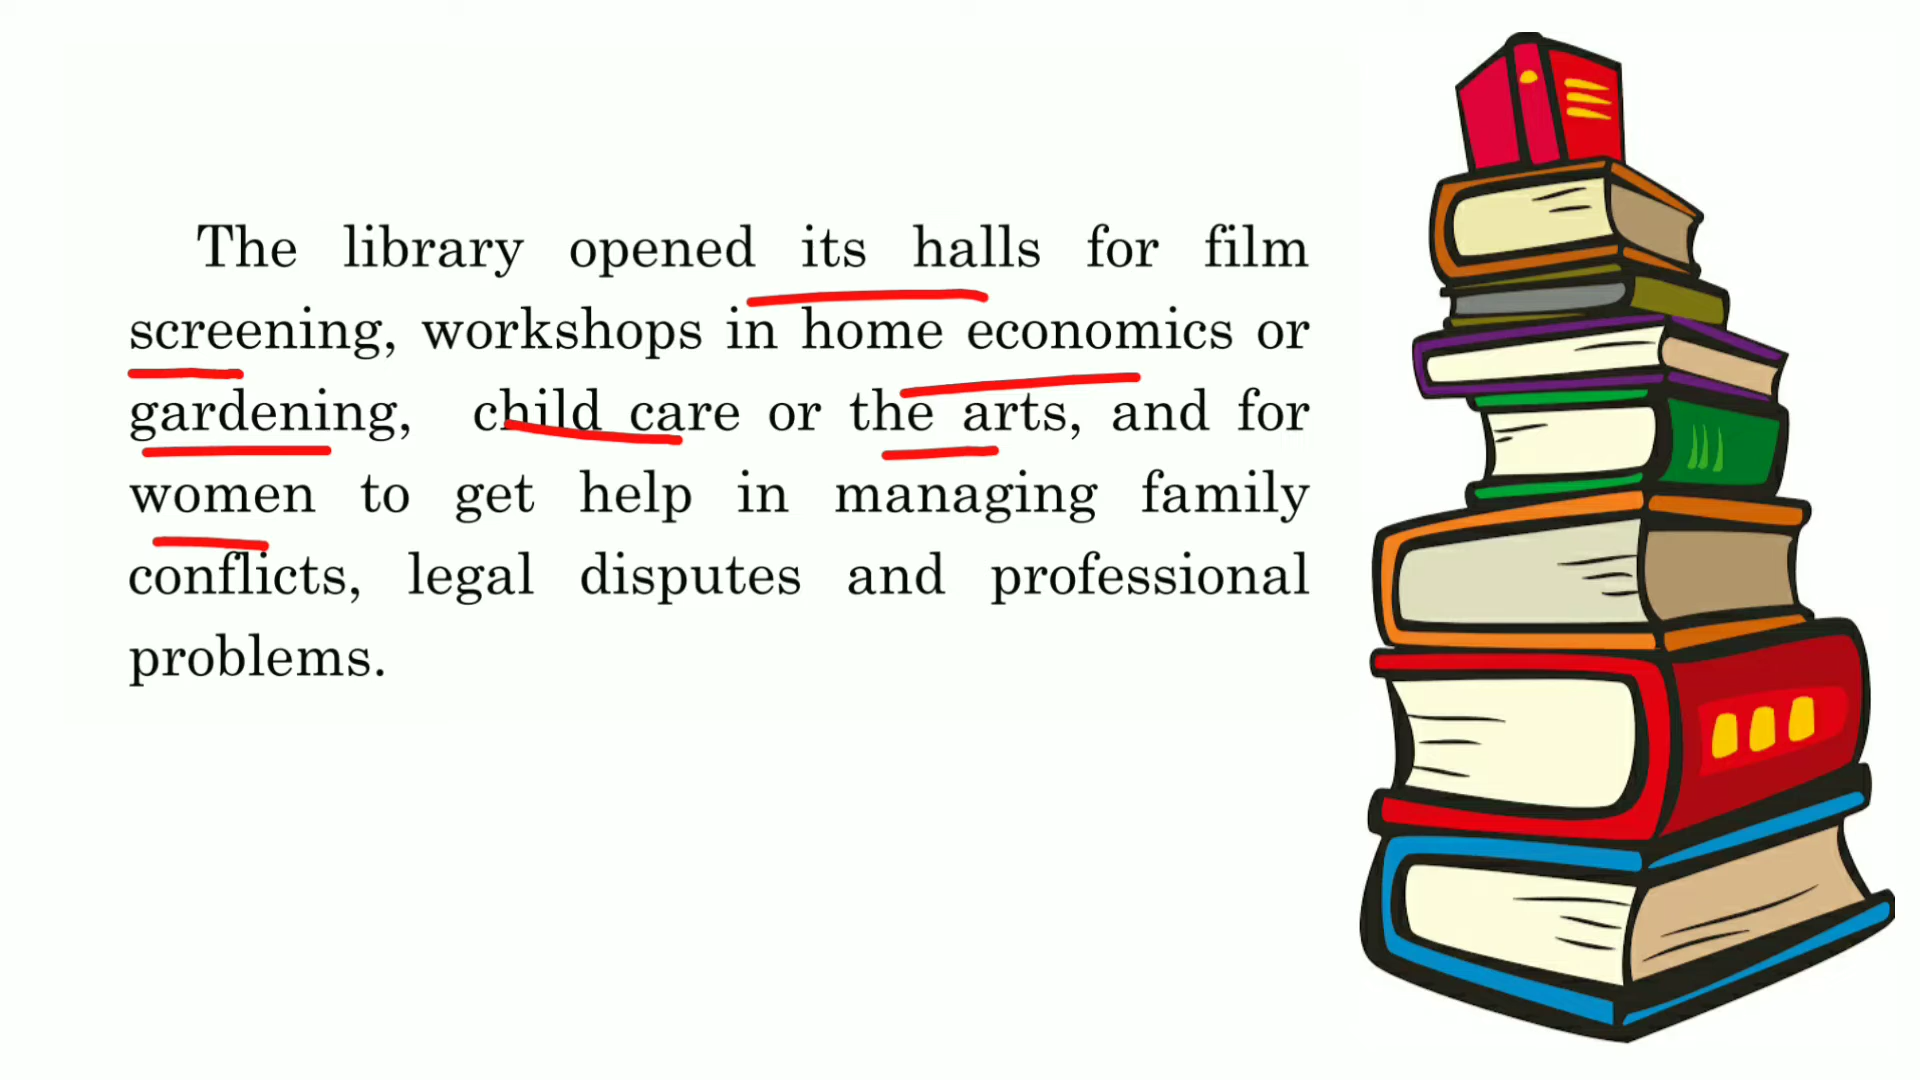 The library opened its halls for film
screening, workshops in home economics or
gardening, child care or the arts, and for
women to get help in managing family
conflicts, legal disputes and professional
problems.